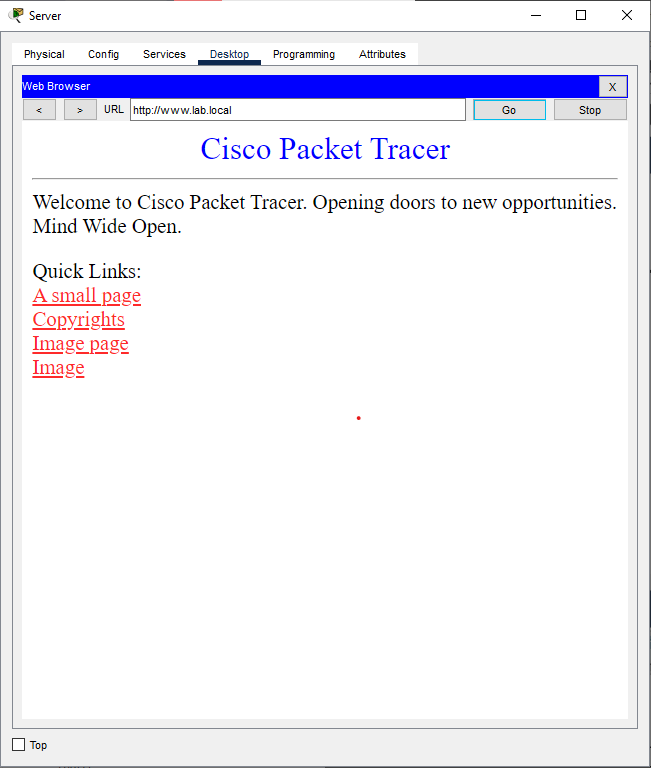 Server
Physical Config Services Desktop Programming Attributes
Web Browser X
< > URL http://www.lab.local Go Stop
Cisco Packet Tracer
Welcome to Cisco Packet Tracer. Opening doors to new opportunities.
Mind Wide Open.
Quick Links:
A small page
Copyrights
Image page
Image
Top